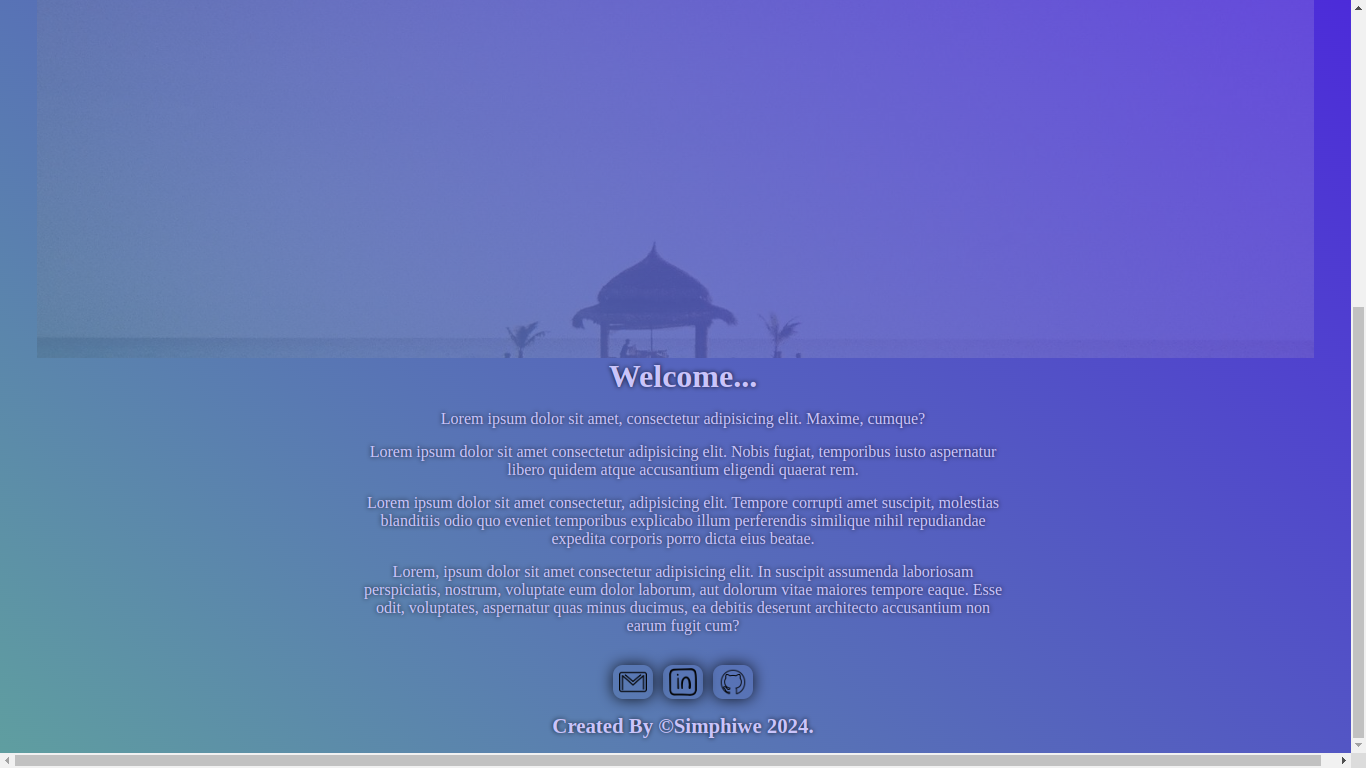 Welcome...
Lorem ipsum dolor sit amet, consectetur adipisicing elit. Maxime, cumque?
Lorem ipsum dolor sit amet consectetur adipisicing elit. Nobis fugiat, temporibus iusto aspernatur
libero quidem atque accusantium eligendi quaerat rem.
Lorem ipsum dolor sit amet consectetur, adipisicing elit. Tempore corrupti amet suscipit, molestias
blanditiis odio quo eveniet temporibus explicabo illum perferendis similique nihil repudiandae
expedita corporis porro dicta eius beatae.
Lorem, ipsum dolor sit amet consectetur adipisicing elit. In suscipit assumenda laboriosam
perspiciatis, nostrum, voluptate eum dolor laborum, aut dolorum vitae maiores tempore eaque. Esse
odit, voluptates, aspernatur quas minus ducimus, ea debitis deserunt architecto accusantium non
earum fugit cum?
in
Created By ©Simphiwe 2024.